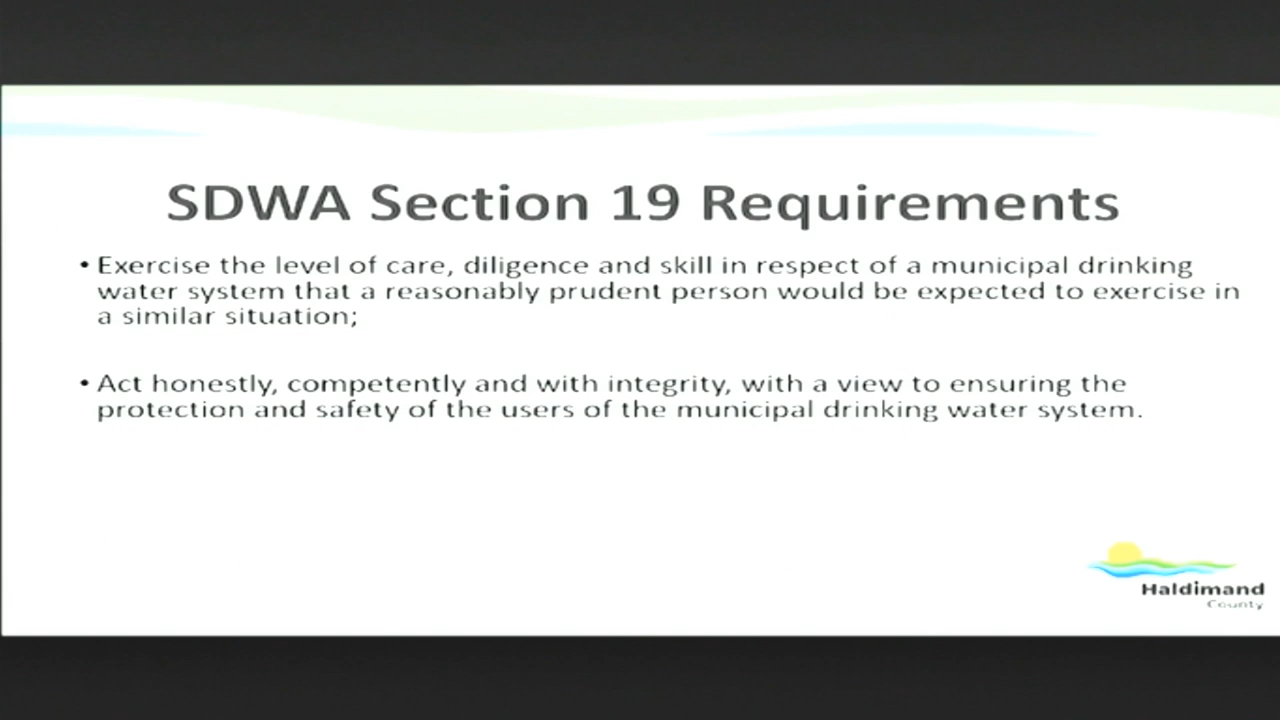 SDWA Section 19 Requirements
• Exercise the level of care, diligence and skill in respect of a municipal drinking
water system that a reasonably prudent person would be expected to exercise in
a similar situation;
• Act honestly, competently and with integrity, with a view to ensuring the
protection and safety of the users of the municipal drinking water system.
Haldimand
County